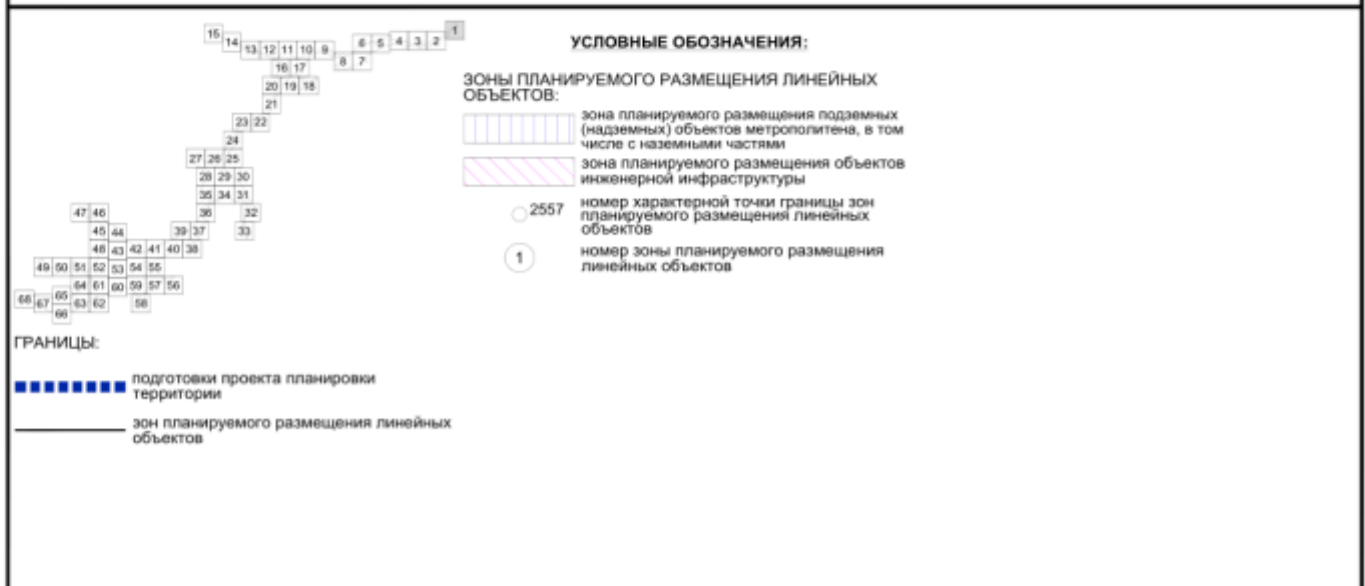 15 1
14 6 5 4 3 2
13 12 11 10 9
8 7
16 17
20 19 18
21
23 22
24
27 26 25
28 29 30
35 34 31
47 46 36 32
45 44 39 37 33
48 43 42 41 40 38
49 50 51 52 53 54 55
64 61 60 59 57 56
68 67 65 63 62 58
66
ГРАНИЦЫ:
подготовки проекта планировки
территории
зон планируемого размещения линейных
объектов
УСЛОВНЫЕ ОБОЗНАЧЕНИЯ:
ЗОНЫ ПЛАНИРУЕМОГО РАЗМЕЩЕНИЯ ЛИНЕЙНЫХ
ОБЪЕКТОВ:
зона планируемого размещения подземных
(надземных) объектов метрополитена, в том
числе с наземными частями
зона планируемого размещения объектов
инженерной инфраструктуры
2557 номер характерной точки границы зон
планируемого размещения линейных
объектов
1 номер зоны планируемого размещения
линейных объектов